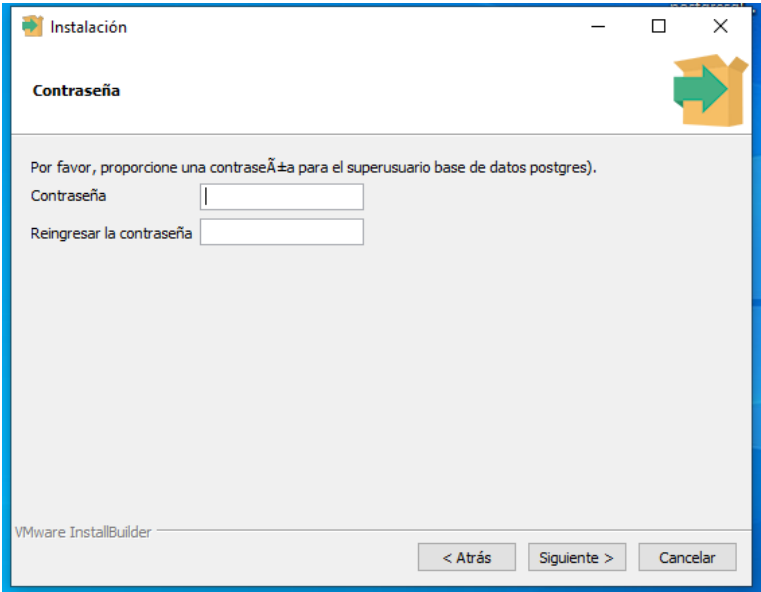 Instalación
Contraseña
Por favor, proporcione una contraseÃ±a para el superusuario base de datos postgres).
Contraseña
Reingresar la contraseña
VMware InstallBuilder
< Atrás
Siguiente >
Cancelar